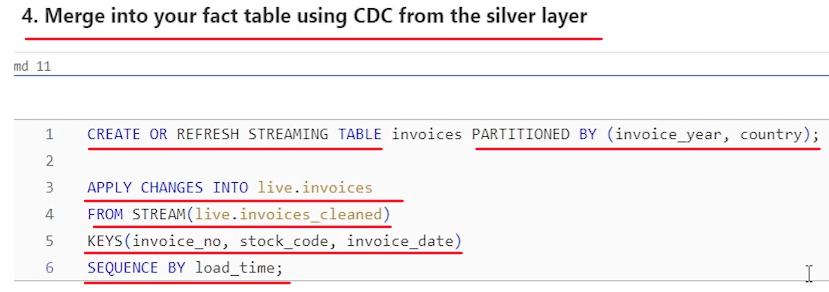 4. Merge into your fact table using CDC from the silver layer
md 11
1 CREATE OR REFRESH STREAMING TABLE invoices PARTITIONED BY (invoice_year, country);
2
3 APPLY CHANGES INTO live.invoices
4 FROM STREAM(live.invoices_cleaned)
5 KEYS(invoice_no, stock_code, invoice_date)
6 SEQUENCE BY load_time;